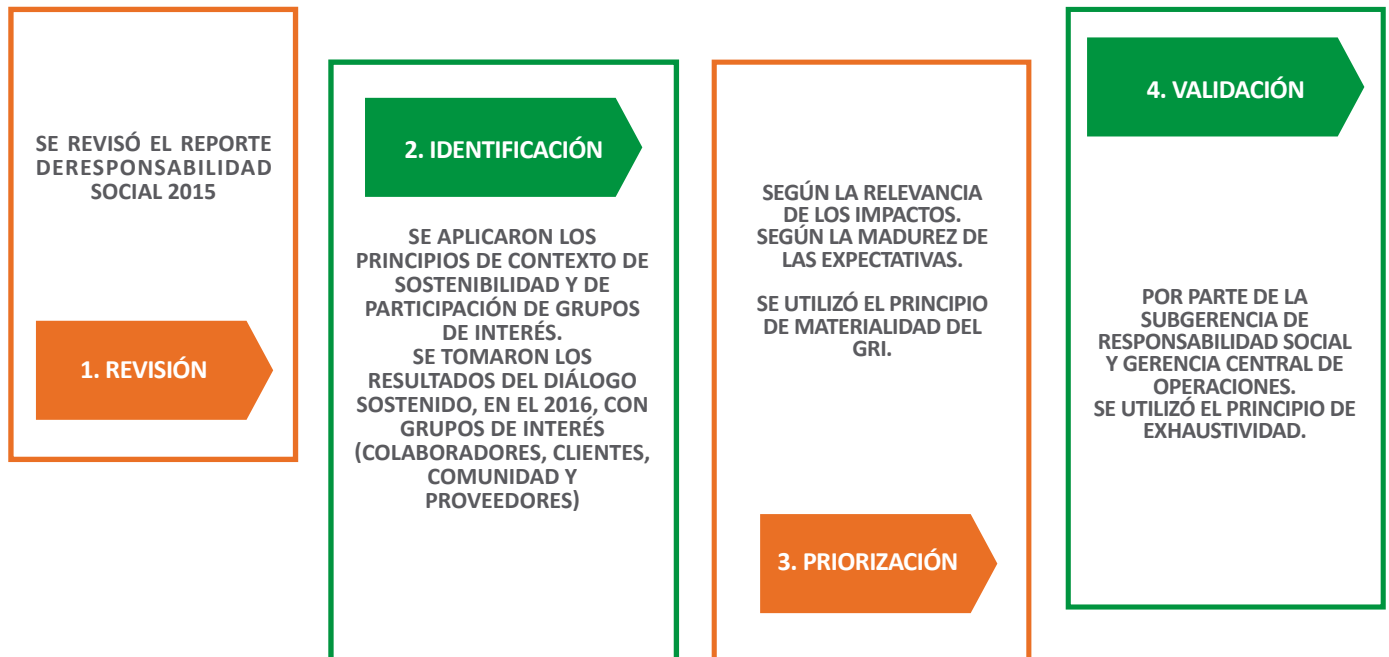 SE REVISÓ EL REPORTE
DERESPONSABILIDAD
SOCIAL 2015
1. REVISIÓN
2. IDENTIFICACIÓN
SE APLICARON LOS
PRINCIPIOS DE CONTEXTO DE
SOSTENIBILIDAD Y DE
PARTICIPACIÓN DE GRUPOS
DE INTERÉS.
SE TOMARON LOS
RESULTADOS DEL DIÁLOGO
SOSTENIDO, EN EL 2016, CON
GRUPOS DE INTERÉS
(COLABORADORES, CLIENTES,
COMUNIDAD Y
PROVEEDORES)
SEGÚN LA RELEVANCIA
DE LOS IMPACTOS.
SEGÚN LA MADUREZ DE
LAS EXPECTATIVAS.
SE UTILIZÓ EL PRINCIPIO
DE MATERIALIDAD DEL
GRI.
3. PRIORIZACIÓN
4. VALIDACIÓN
POR PARTE DE LA
SUBGERENCIA DE
RESPONSABILIDAD SOCIAL
Y GERENCIA CENTRAL DE
OPERACIONES.
SE UTILIZÓ EL PRINCIPIO DE
EXHAUSTIVIDAD.